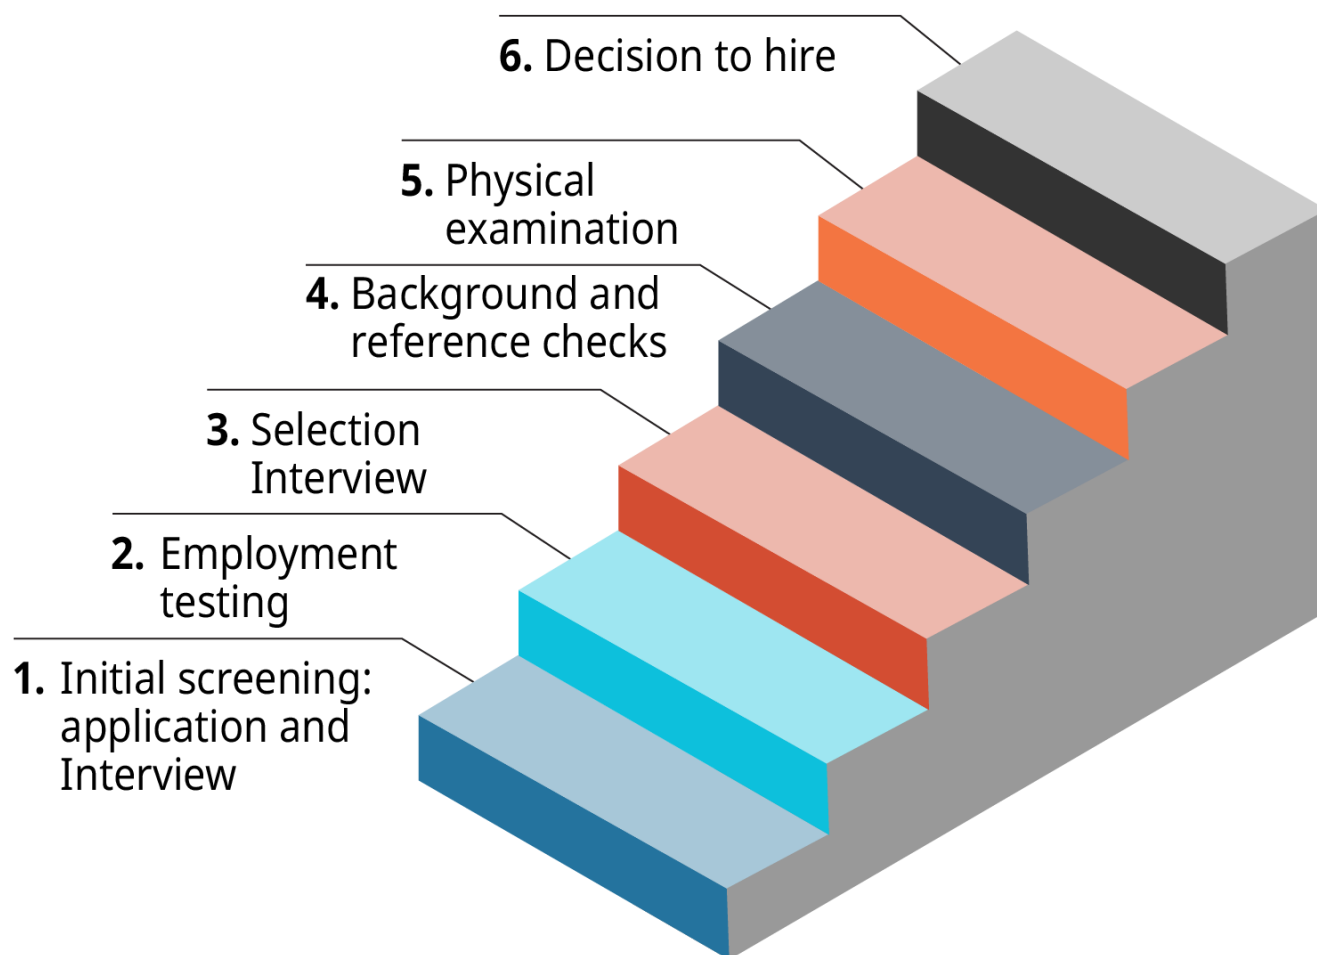 6. Decision to hire
5. Physical
examination
4. Background and
reference checks
3. Selection
Interview
2. Employment
testing
1. Initial screening:
application and
Interview